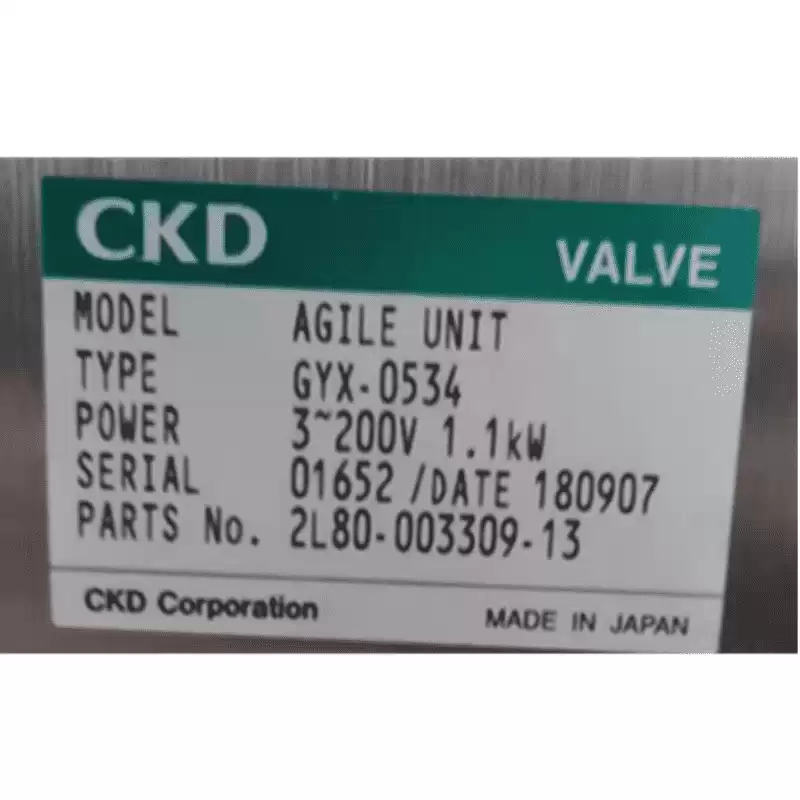 CKD VALVE
MODEL AGILE UNIT
TYPE GYX-0534
POWER 3~200V 1.1kW
SERIAL 01652 /DATE 180907
PARTS No. 2L80-003309-13
CKD Corporation MADE IN JAPAN